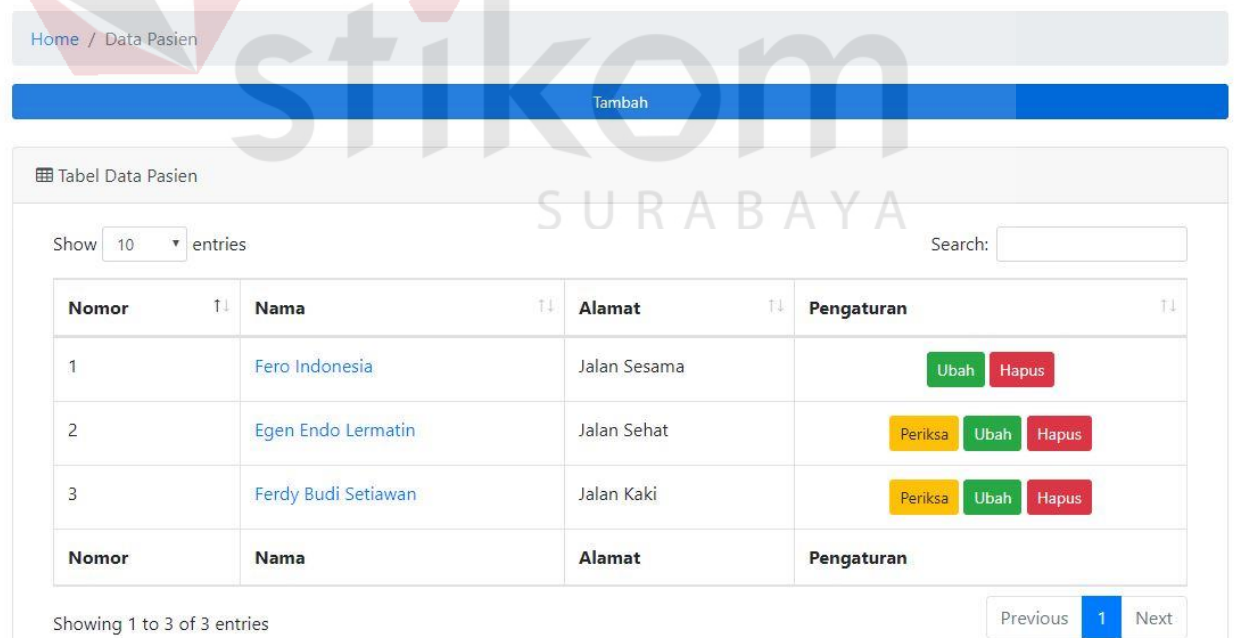 Home / Data Pasien
Tambah
stikom
SURABAYA
Tabel Data Pasien
Show 10 entries
Search:
Nomor Nama Alamat Pengaturan
1 Fero Indonesia Jalan Sesama Ubah Hapus
2 Egen Endo Lermatin Jalan Sehat Periksa Ubah Hapus
3 Ferdy Budi Setiawan Jalan Kaki Periksa Ubah Hapus
Nomor Nama Alamat Pengaturan
Showing 1 to 3 of 3 entries
Previous 1 Next